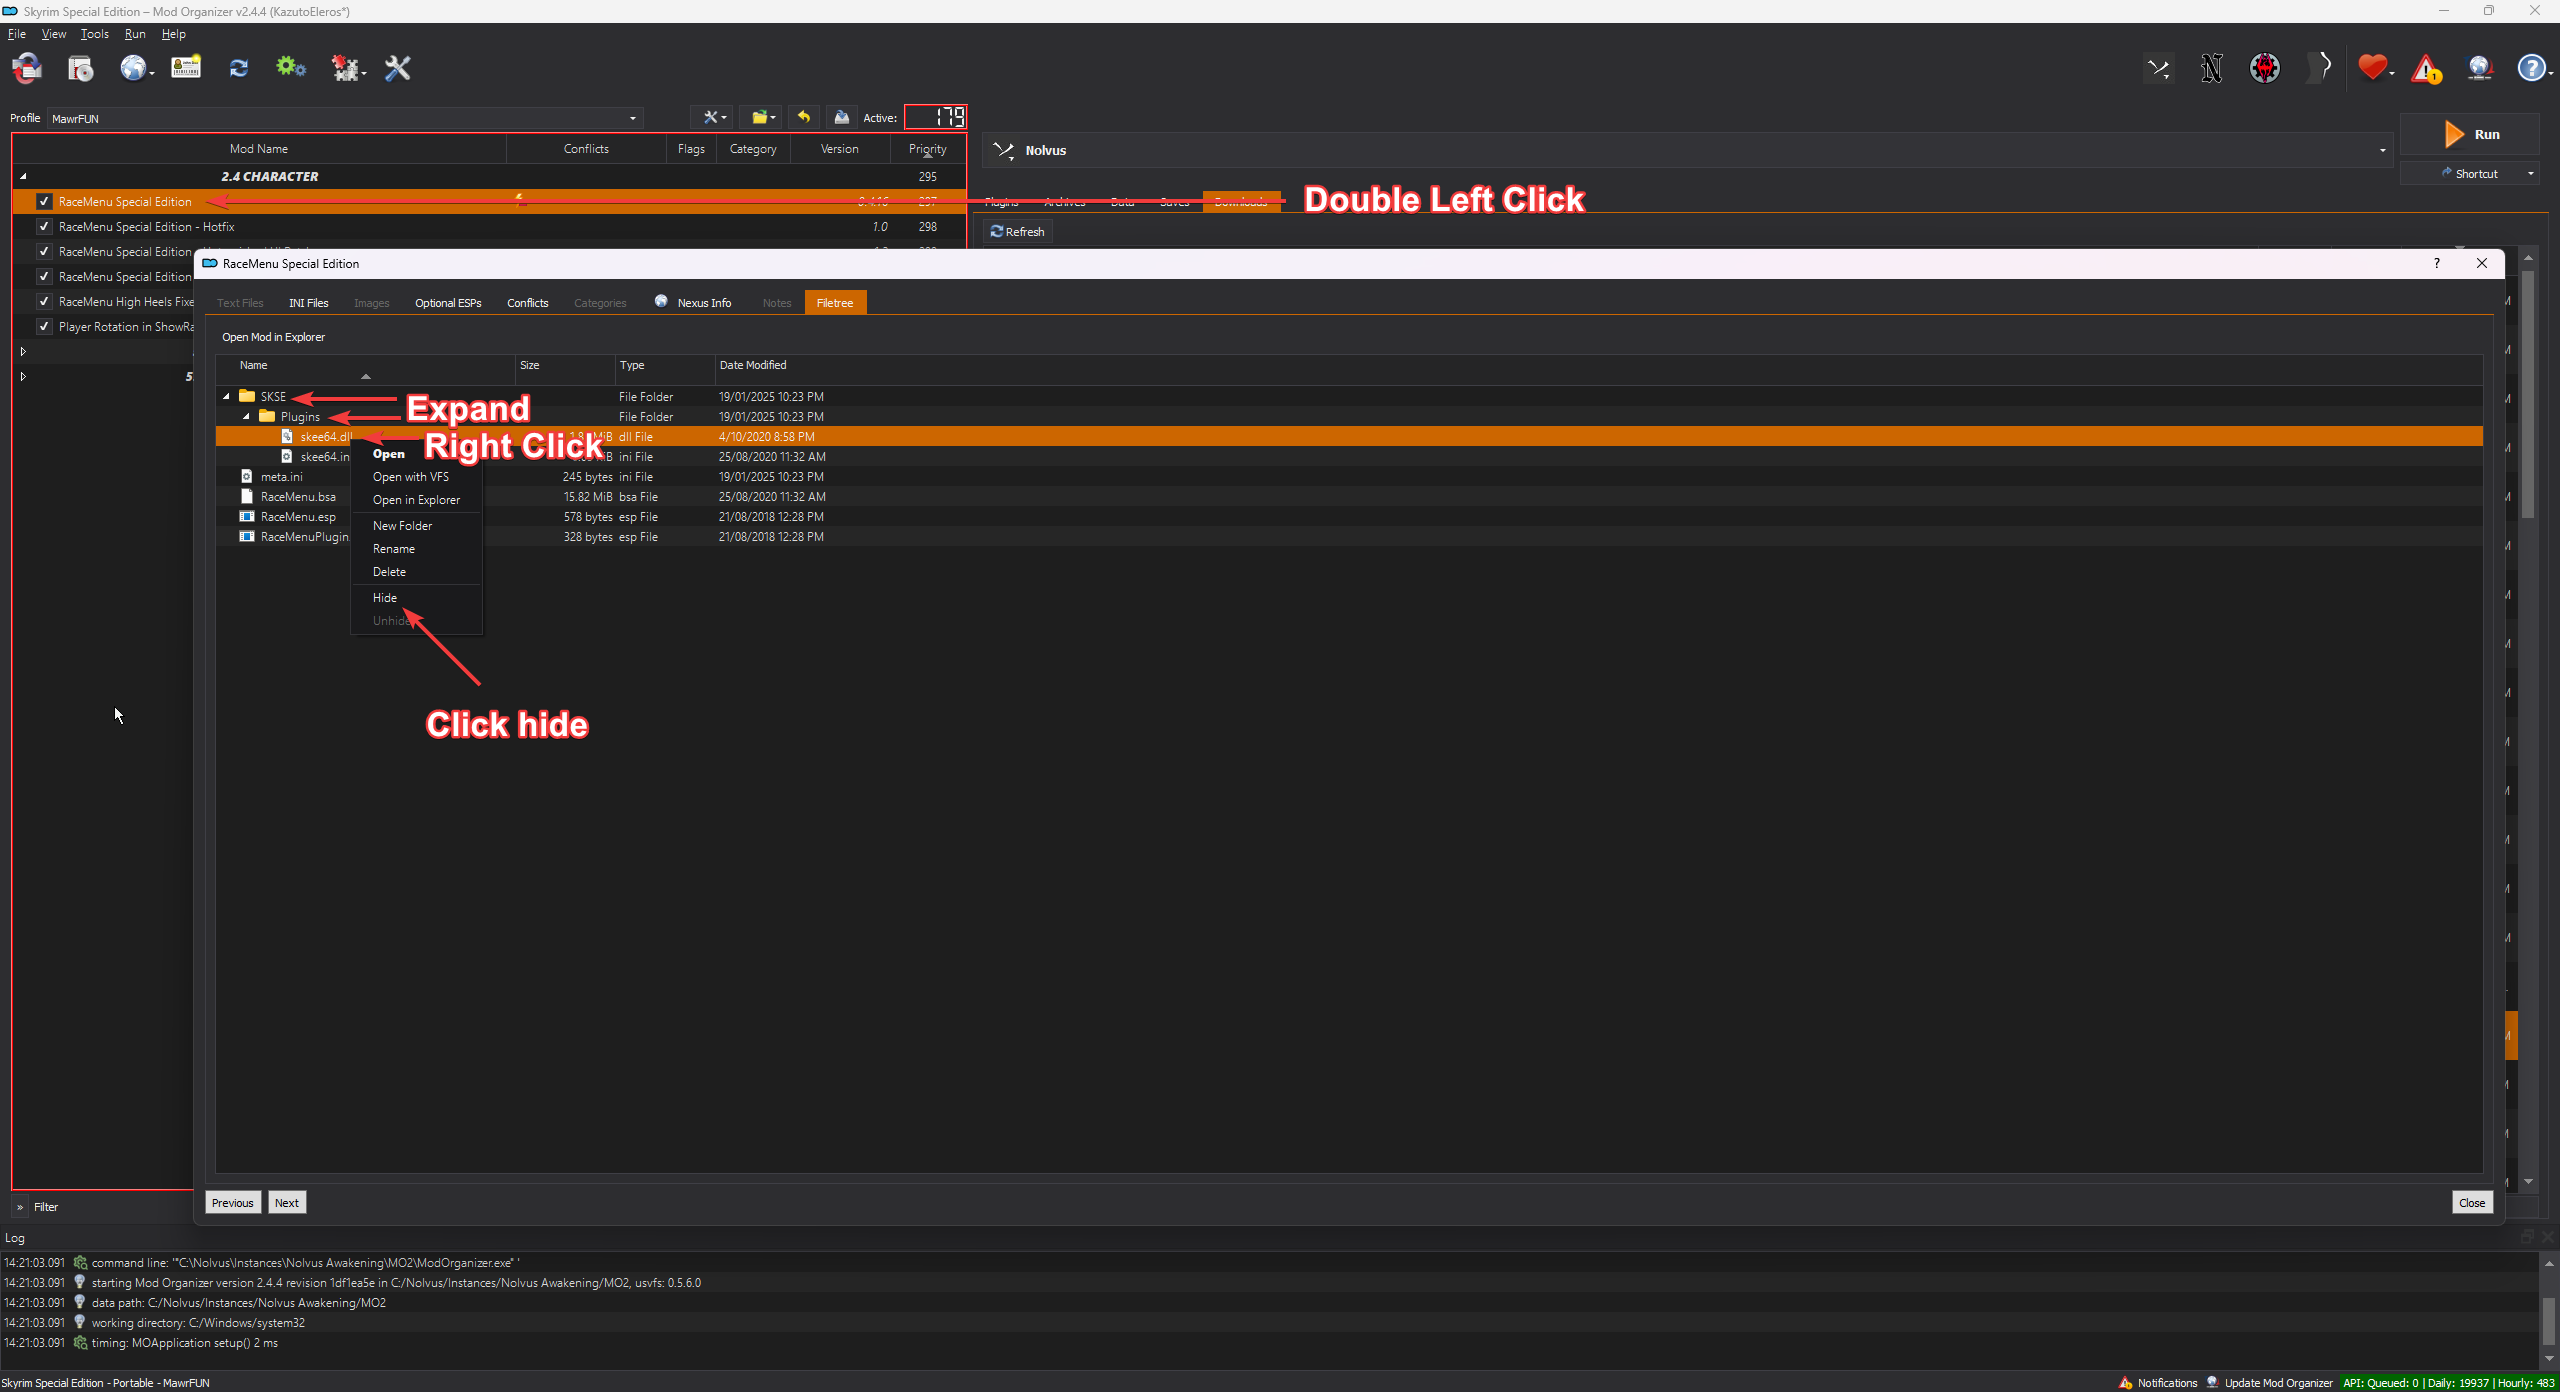 Skyrim Special Edition – Mod Organizer v2.4.4 (KazutoEleros*)
File View Tools Run Help
Profile MawrFUN Active: 179
Mod Name Conflicts Flags Category Version Priority
2.4 CHARACTER 295
RaceMenu Special Edition
RaceMenu Special Edition - Hotfix 1.0 298
RaceMenu Special Edition
RaceMenu Special Edition
RaceMenu High Heels Fixe
Player Rotation in ShowRa
5
Nolvus
Run
Shortcut
Plugins Archives Data Saves Downloads
Double Left Click
Refresh
RaceMenu Special Edition ?
Text Files INI Files Images Optional ESPs Conflicts Categories Nexus Info Notes Filetree
Open Mod in Explorer
Name Size Type Date Modified
SKSE File Folder 19/01/2025 10:23 PM
Expand
Plugins File Folder 19/01/2025 10:23 PM
skee64.dll MiB dll File 4/10/2020 8:58 PM
Right Click
skee64.in ini File 25/08/2020 11:32 AM
meta.ini 245 bytes ini File 19/01/2025 10:23 PM
RaceMenu.bsa 15.82 MiB bsa File 25/08/2020 11:32 AM
RaceMenu.esp 578 bytes esp File 21/08/2018 12:28 PM
RaceMenuPlugin. 328 bytes esp File 21/08/2018 12:28 PM
Open
Open with VFS
Open in Explorer
New Folder
Rename
Delete
Hide
Unhide
Click hide
Previous Next Close
» Filter
Log
14:21:03.091 command line: '"C:\Nolvus\Instances\Nolvus Awakening\MO2\ModOrganizer.exe" '
14:21:03.091 starting Mod Organizer version 2.4.4 revision 1df1ea5e in C:/Nolvus/Instances/Nolvus Awakening/MO2, usvfs: 0.5.6.0
14:21:03.091 data path: C:/Nolvus/Instances/Nolvus Awakening/MO2
14:21:03.091 working directory: C:/Windows/system32
14:21:03.091 timing: MOApplication setup() 2 ms
Skyrim Special Edition - Portable - MawrFUN Notifications Update Mod Organizer API: Queued: 0 | Daily: 19937 | Hourly: 483